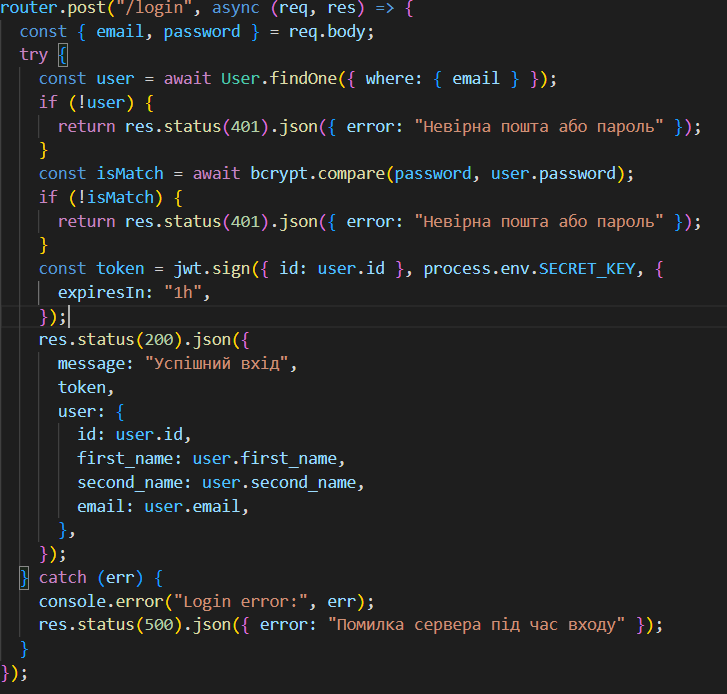 router.post("/login", async (req, res) => {
  const { email, password } = req.body;
  try {
    const user = await User.findOne({ where: { email } });
    if (!user) {
      return res.status(401).json({ error: "Невірна пошта або пароль" });
    }
    const isMatch = await bcrypt.compare(password, user.password);
    if (!isMatch) {
      return res.status(401).json({ error: "Невірна пошта або пароль" });
    }
    const token = jwt.sign({ id: user.id }, process.env.SECRET_KEY, {
      expiresIn: "1h",
    });
    res.status(200).json({
      message: "Успішний вхід",
      token,
      user: {
        id: user.id,
        first_name: user.first_name,
        second_name: user.second_name,
        email: user.email,
      },
    });
  } catch (err) {
    console.error("Login error:", err);
    res.status(500).json({ error: "Помилка сервера під час входу" });
  }
});